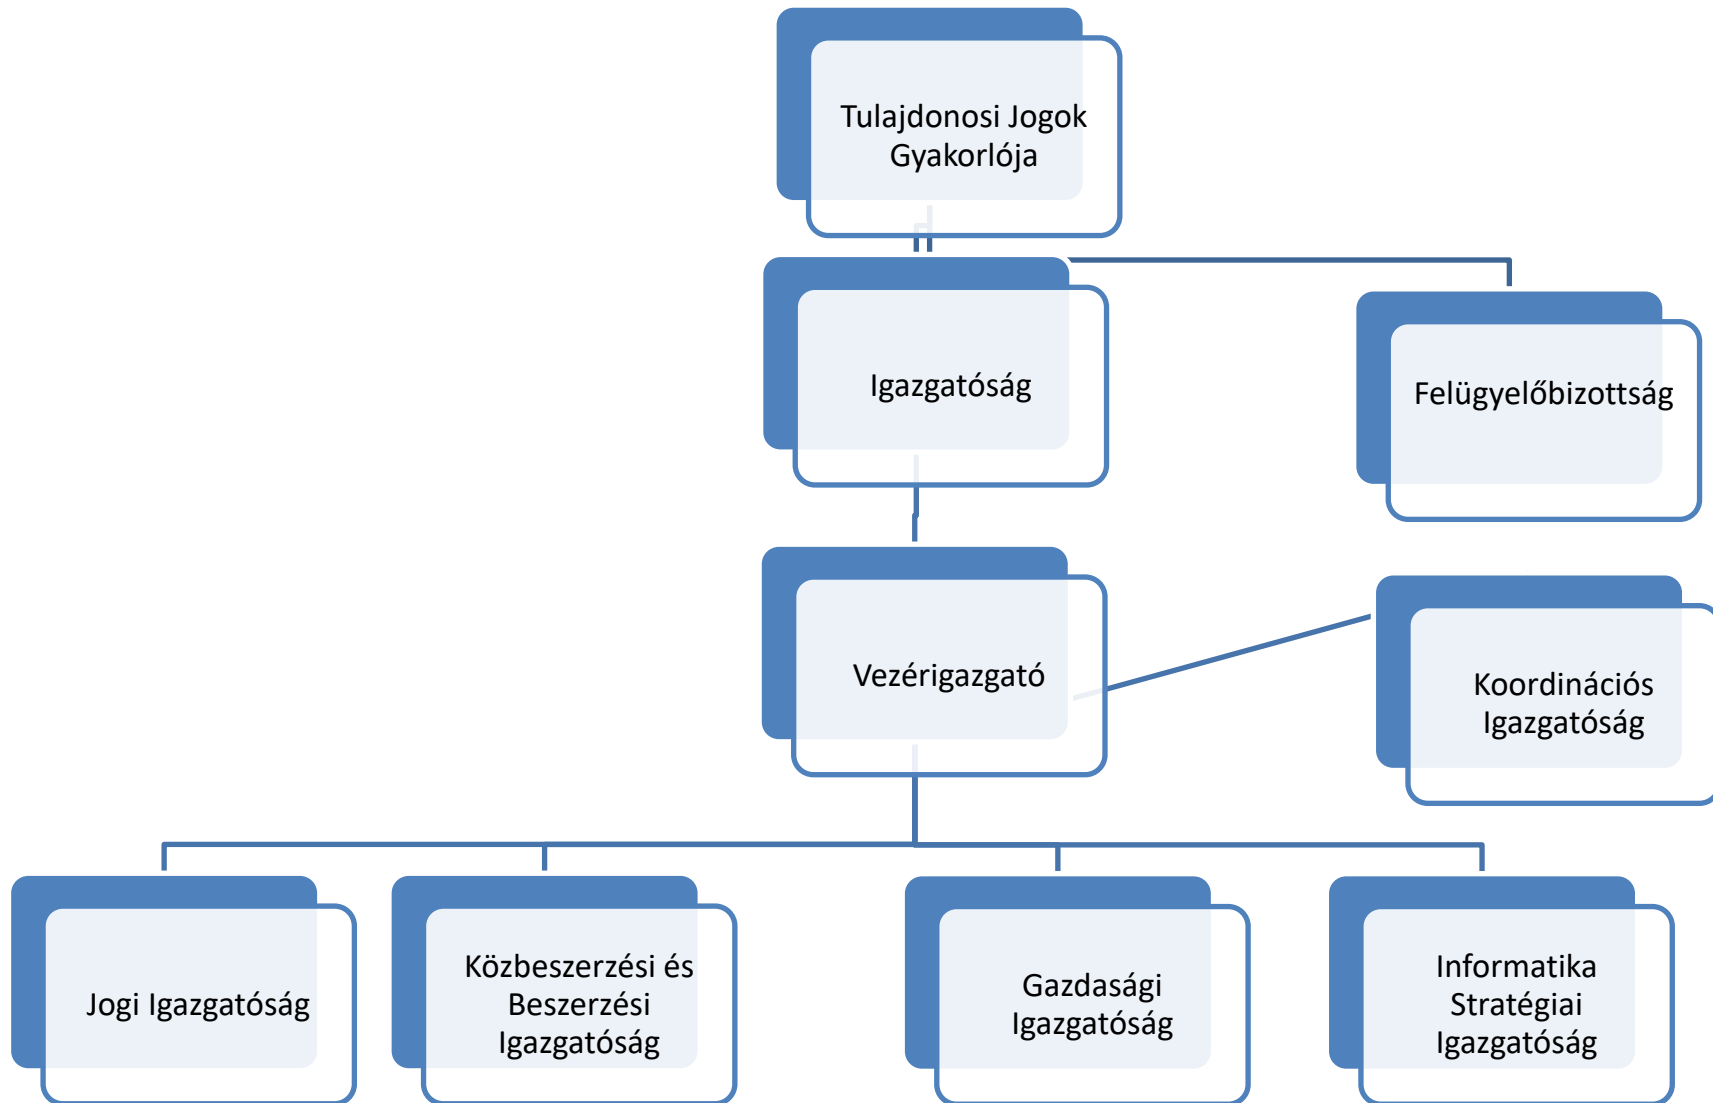 Tulajdonosi Jogok
Gyakorlója
Igazgatóság
Felügyelőbizottság
Vezérigazgató
Koordinációs
Igazgatóság
Jogi Igazgatóság
Közbeszerzési és
Beszerzési
Igazgatóság
Gazdasági
Igazgatóság
Informatika
Stratégiai
Igazgatóság